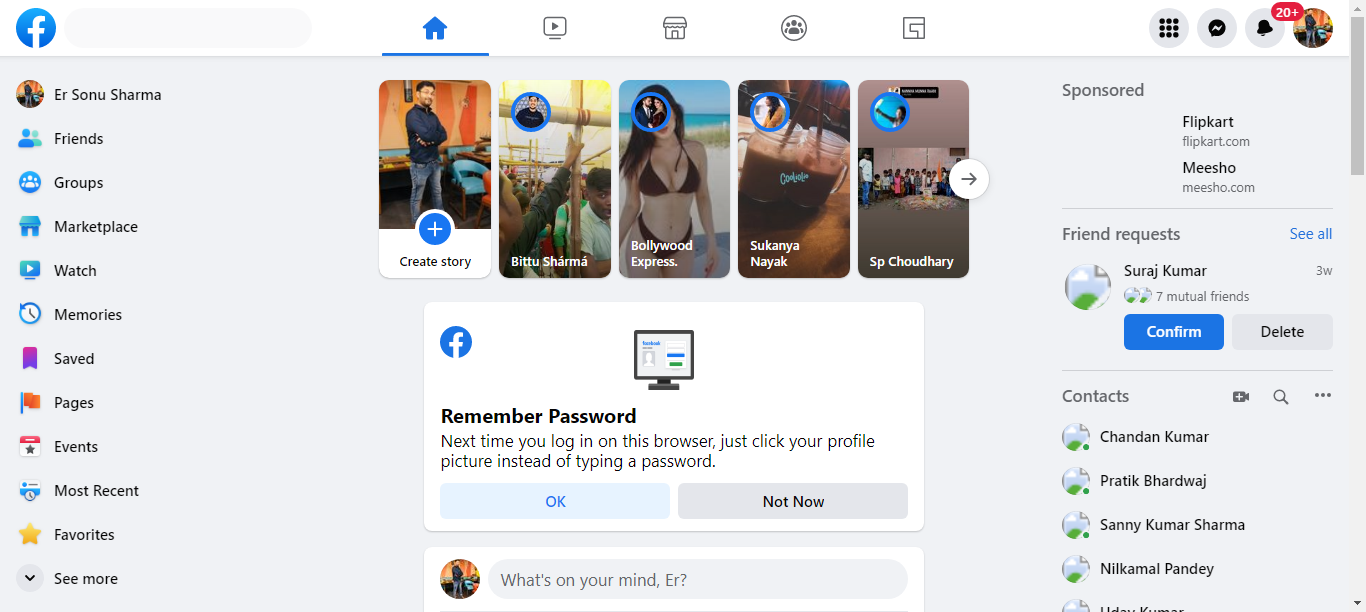 20+
Er Sonu Sharma
Friends
Groups
Marketplace
Watch
Memories
Saved
Pages
Events
Most Recent
Favorites
See more
Create story
Bittu Shármá
Bollywood
Express.
COOLiOLiO
Sukanya
Nayak
Sp Choudhary
facebook
Remember Password
Next time you log in on this browser, just click your profile
picture instead of typing a password.
OK
Not Now
What's on your mind, Er?
Sponsored
Flipkart
flipkart.com
Meesho
meesho.com
Friend requests
See all
Suraj Kumar
3w
7 mutual friends
Confirm
Delete
Contacts
Chandan Kumar
Pratik Bhardwaj
Sanny Kumar Sharma
Nilkamal Pandey
Uday Kumar